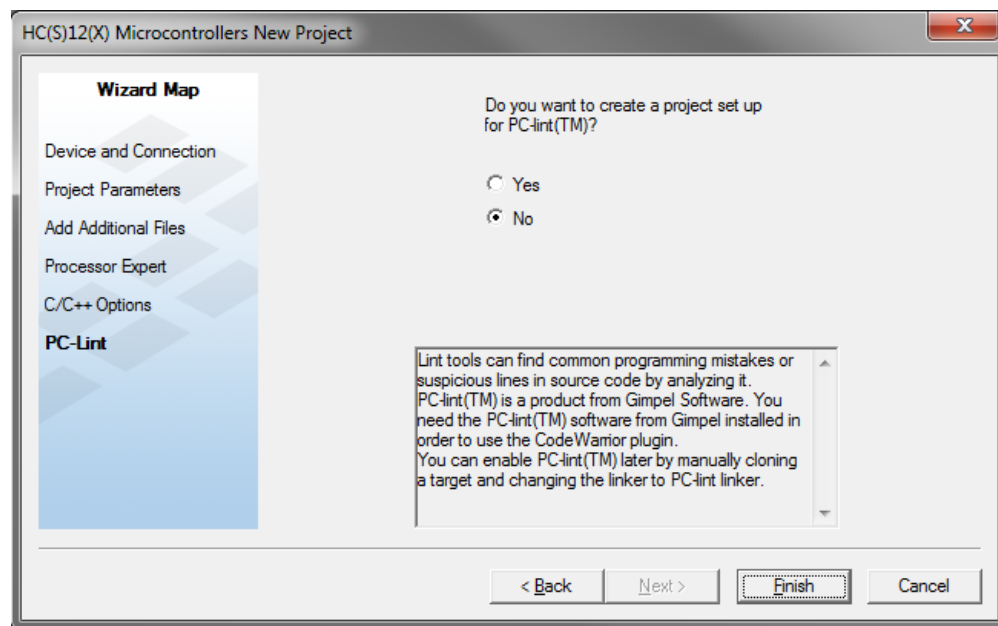 HC(S)12(X) Microcontrollers New Project
Wizard Map
Device and Connection
Project Parameters
Add Additional Files
Processor Expert
C/C++ Options
PC-Lint
Do you want to create a project set up
for PC-lint(TM)?
Yes
No
Lint tools can find common programming mistakes or
suspicious lines in source code by analyzing it.
PC-lint(TM) is a product from Gimpel Software. You
need the PC-lint(TM) software from Gimpel installed in
order to use the CodeWarrior plugin.
You can enable PC-lint(TM) later by manually cloning
a target and changing the linker to PC-lint linker.
< Back
Next >
Finish
Cancel